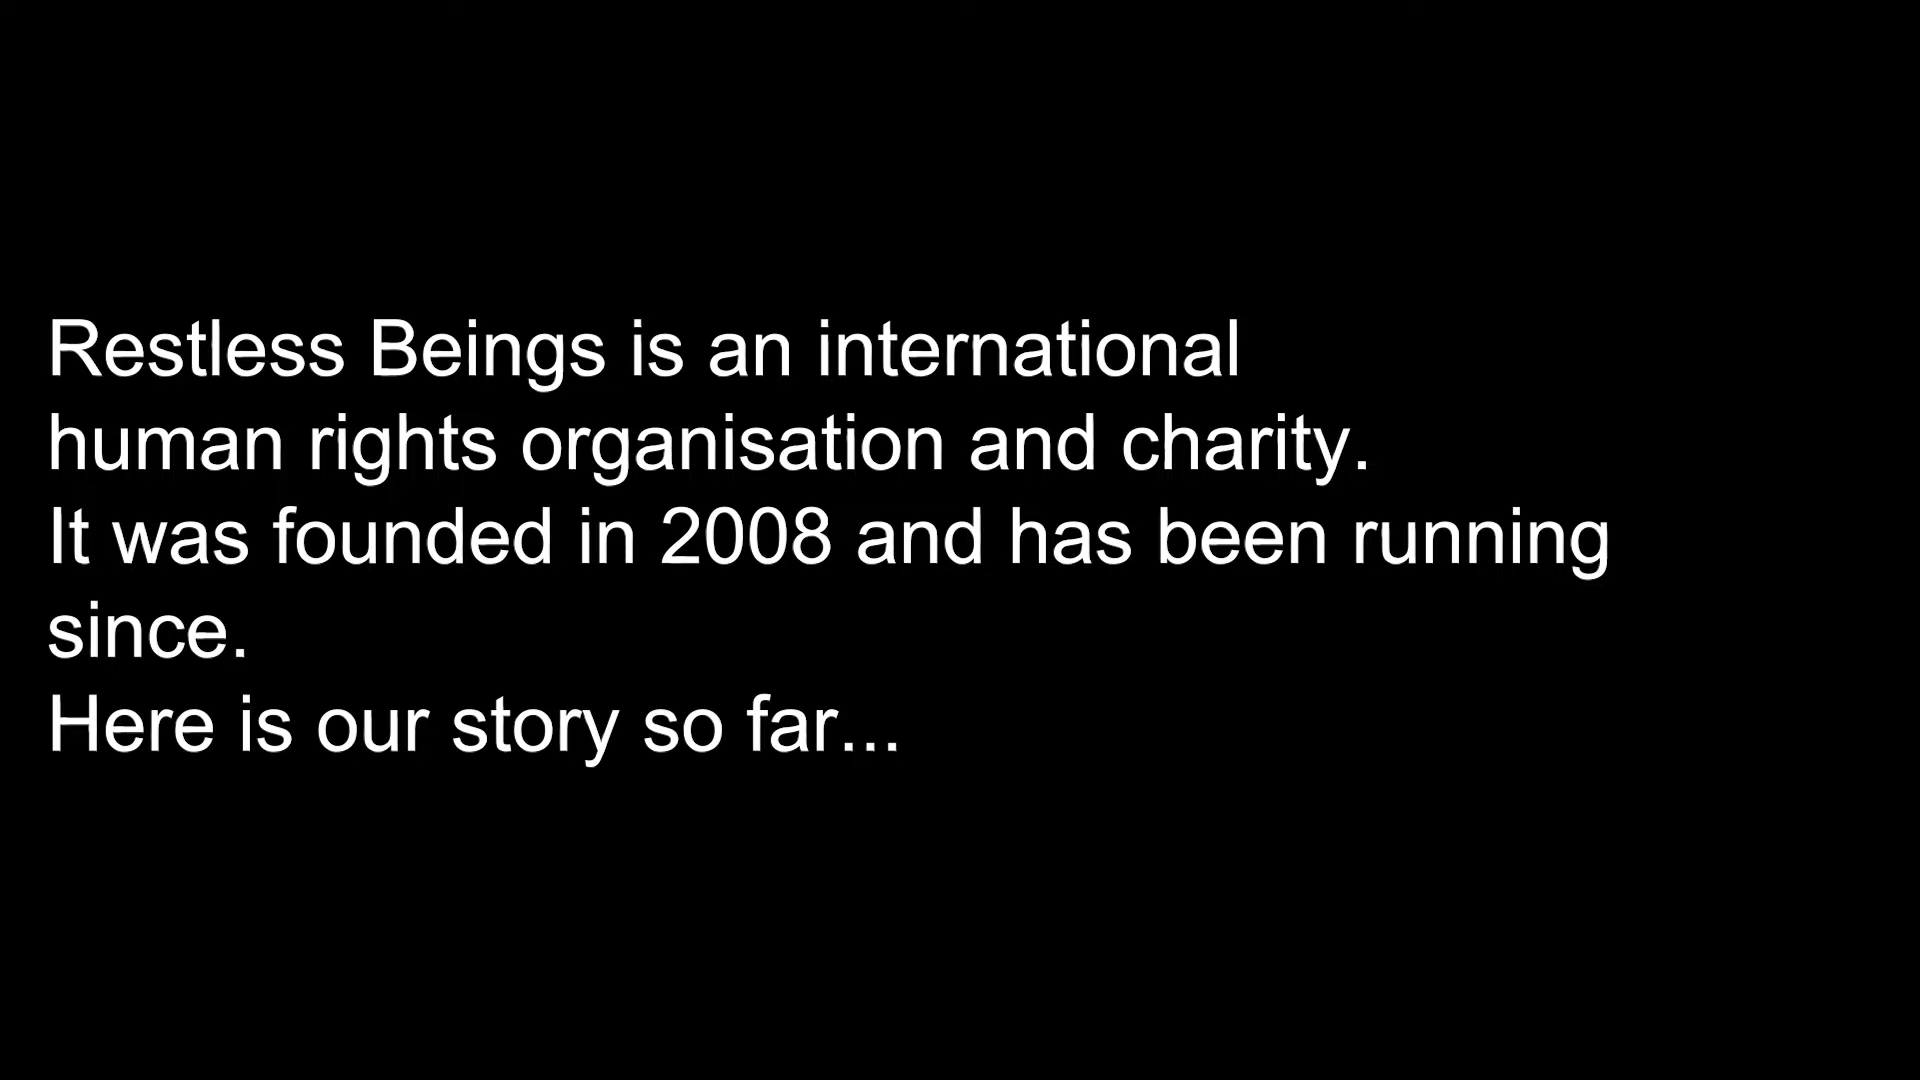 Restless Beings is an international
human rights organisation and charity.
It was founded in 2008 and has been running
since.
Here is our story so far...